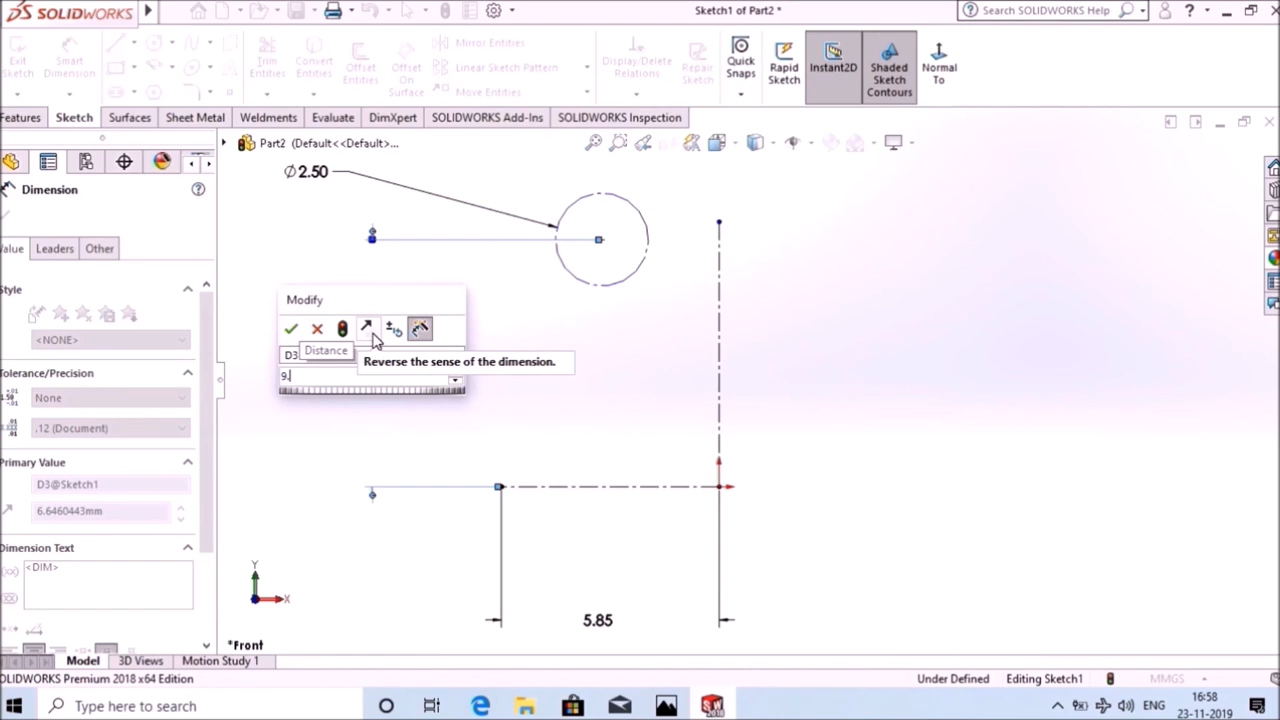 SOLIDWORKS
Sketch1 of Part2 *
Search SOLIDWORKS Help
?
Exit Sketch
Smart Dimension
Trim Entities
Convert Entities
Offset Entities
Offset On Surface
Mirror Entities
Linear Sketch Pattern
Move Entities
Display/Delete Relations
Repair Sketch
Quick Snaps
Rapid Sketch
Instant2D
Shaded Sketch Contours
Normal To
Features
Sketch
Surfaces
Sheet Metal
Weldments
Evaluate
DimXpert
SOLIDWORKS Add-Ins
SOLIDWORKS Inspection
Part2 (Default<<Default>...
Dimension
Value
Leaders
Other
Style
<NONE>
Tolerance/Precision
None
.12 (Document)
Primary Value
D3@Sketch1
6.6460443mm
Dimension Text
<DIM>
∅2.50
Modify
D3
Distance
Reverse the sense of the dimension.
9.
5.85
Y
X
*Front
Model
3D Views
Motion Study 1
SOLIDWORKS Premium 2018 x64 Edition
Under Defined
Editing Sketch1
MMGS
Type here to search
ENG
16:58
23-11-2019